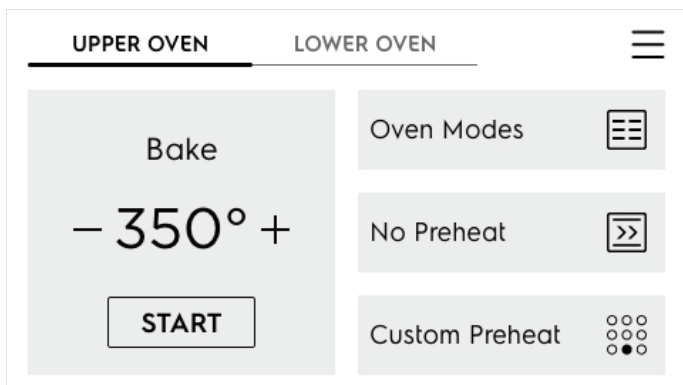 UPPER OVEN
LOWER OVEN
Bake
− 350° +
START
Oven Modes
No Preheat
Custom Preheat